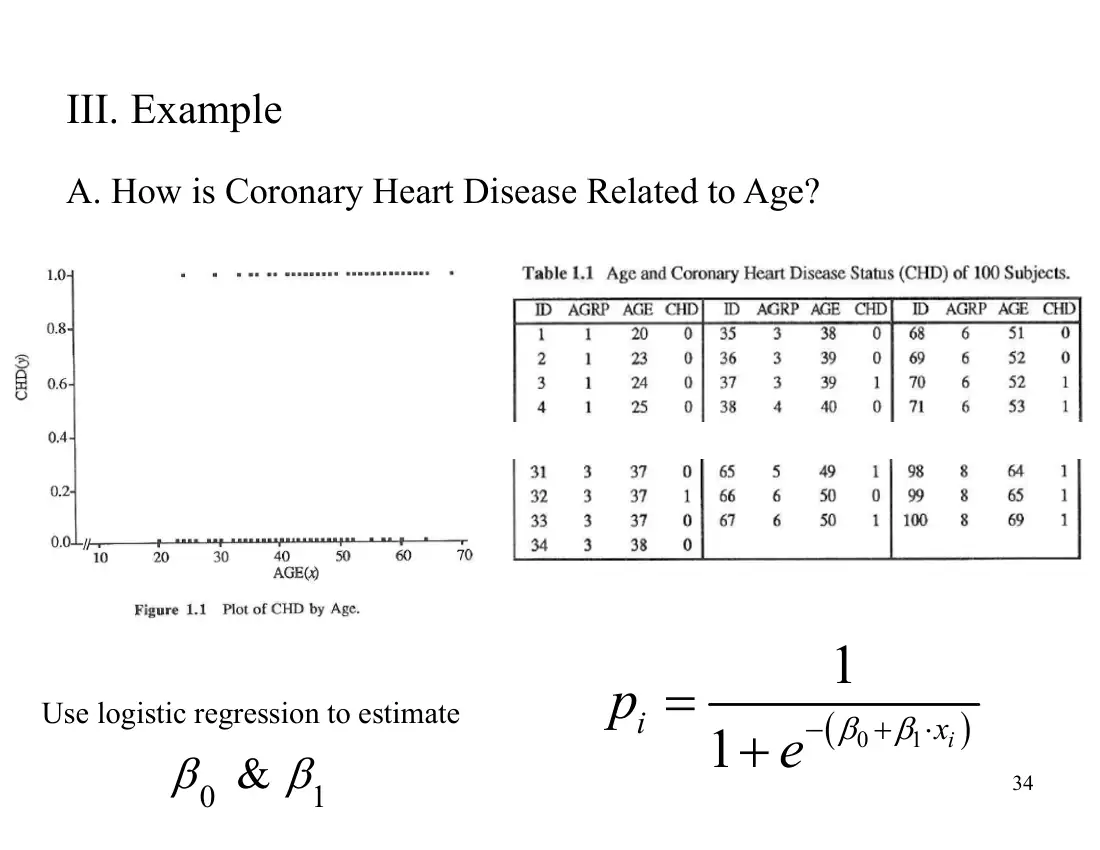 III. Example
A. How is Coronary Heart Disease Related to Age?
1.0
0.8
0.6
0.4
0.2
0.0
CHD(y)
10 20 30 40 50 60 70
AGE(x)
Figure 1.1 Plot of CHD by Age.
Table 1.1 Age and Coronary Heart Disease Status (CHD) of 100 Subjects.
ID AGRP AGE CHD ID AGRP AGE CHD ID AGRP AGE CHD
1 1 20 0 35 3 38 0 68 6 51 0
2 1 23 0 36 3 39 0 69 6 52 0
3 1 24 0 37 3 39 1 70 6 52 1
4 1 25 0 38 4 40 0 71 6 53 1
31 3 37 0 65 5 49 1 98 8 64 1
32 3 37 1 66 6 50 0 99 8 65 1
33 3 37 0 67 6 50 1 100 8 69 1
34 3 38 0
Use logistic regression to estimate
β₀ & β₁
pᵢ = 1 / (1 + e^−(β₀+β₁·xᵢ))
34